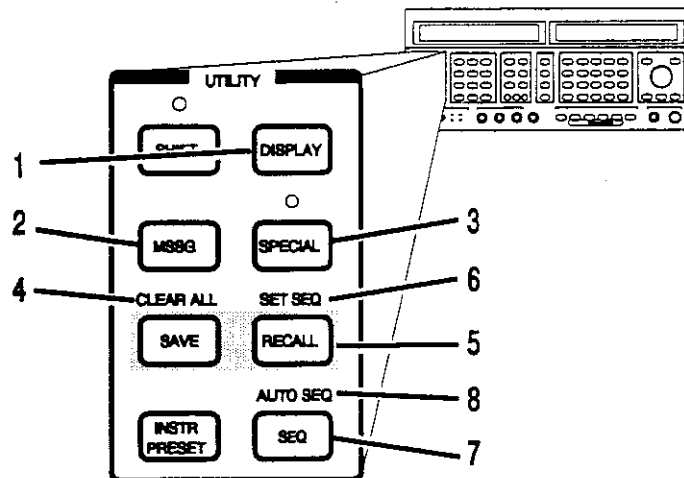 UTILITY
1
DISPLAY
2
MSSG
SPECIAL
3
4
CLEAR ALL
SET SEQ
6
SAVE
RECALL
5
AUTO SEQ
8
INSTR
PRESET
SEQ
7